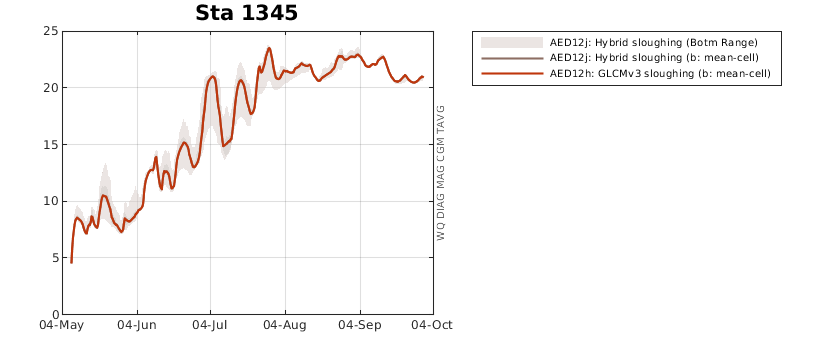 Sta 1345
25
20
15
10
5
0
04-May
04-Jun
04-Jul
04-Aug
04-Sep
04-Oct
WQ DIAG MAG CGM TAVG
AED12j: Hybrid sloughing (Botm Range)
AED12j: Hybrid sloughing (b: mean-cell)
AED12h: GLCMv3 sloughing (b: mean-cell)